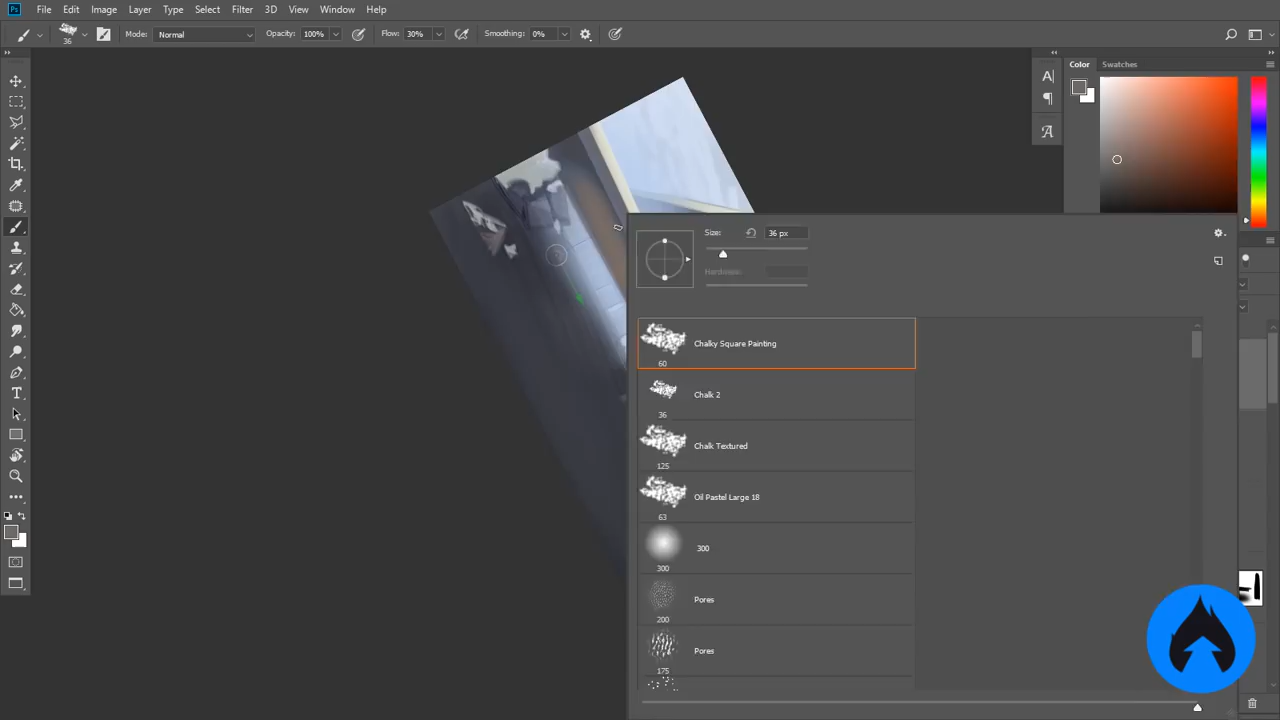 Ps File Edit Image Layer Type Select Filter 3D View Window Help
36 Mode: Normal Opacity: 100% Flow: 30% Smoothing: 0%
Color Swatches
Size: 36 px
Hardness:
Chalky Square Painting
60
Chalk 2
36
Chalk Textured
125
Oil Pastel Large 18
63
300
300
Pores
200
Pores
175